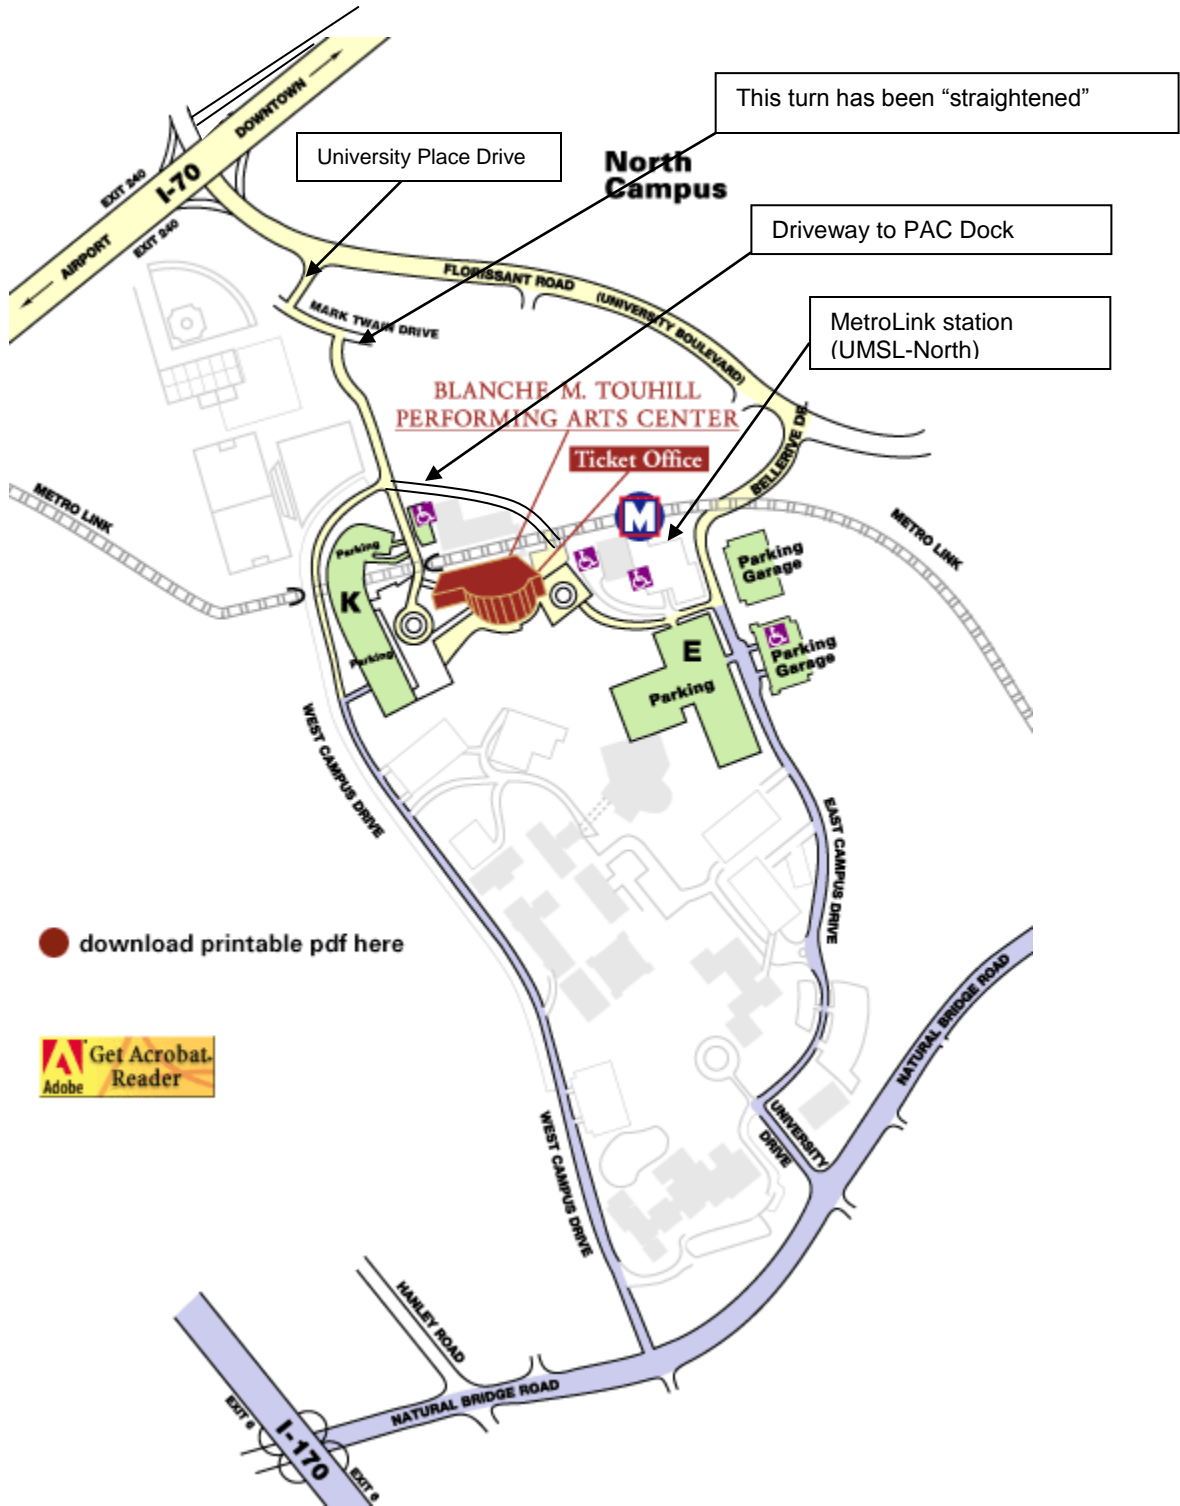 This turn has been “straightened”
DOWNTOWN
University Place Drive
North
Campus
EXIT 240
I-70
Driveway to PAC Dock
AIRPORT
EXIT 240
FLORISSANT ROAD
(UNIVERSITY BOULEVARD)
MARK TWAIN DRIVE
MetroLink station
(UMSL-North)
BLANCHE M. TOUHILL
PERFORMING ARTS CENTER
Ticket Office
BELLERIVE DR.
METRO LINK
M
METRO LINK
Parking
Parking
Garage
K
E
Parking
Garage
Parking
Parking
WEST CAMPUS DRIVE
EAST CAMPUS DRIVE
download printable pdf here
NATURAL BRIDGE ROAD
Get Acrobat
Reader
Adobe
UNIVERSITY
DRIVE
WEST CAMPUS DRIVE
HANLEY ROAD
NATURAL BRIDGE ROAD
EXIT 6
I-170
EXIT 6